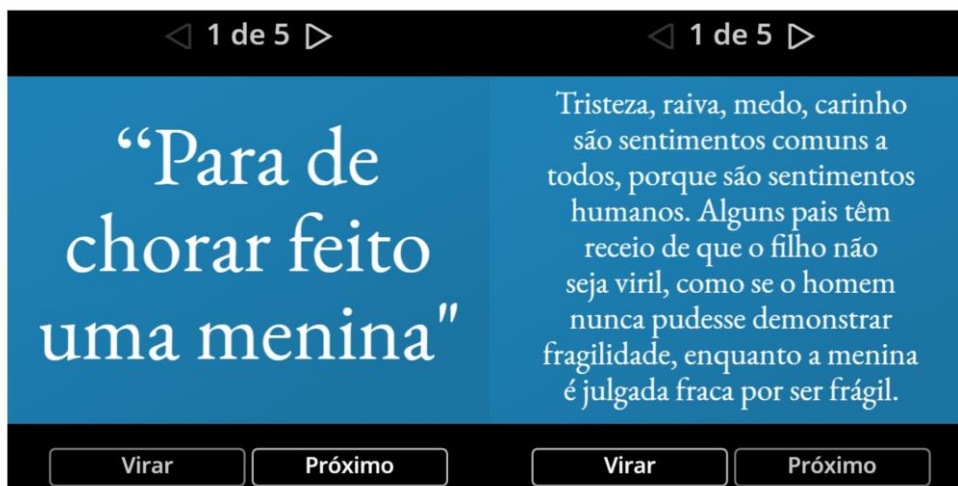 1 de 5
“Para de
chorar feito
uma menina"
Virar
Próximo
1 de 5
Tristeza, raiva, medo, carinho
são sentimentos comuns a
todos, porque são sentimentos
humanos. Alguns pais têm
receio de que o filho não
seja viril, como se o homem
nunca pudesse demonstrar
fragilidade, enquanto a menina
é julgada fraca por ser frágil.
Virar
Próximo